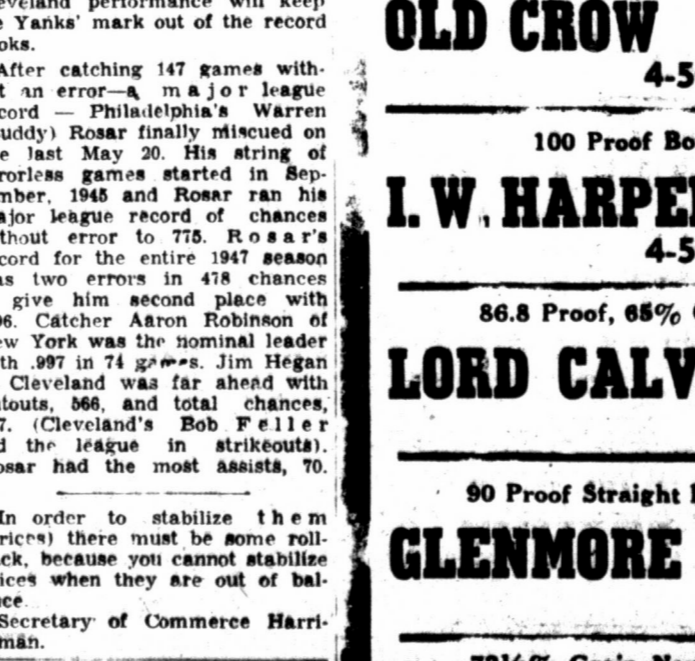 eveland performance will keep
e Yanks' mark out of the record
oks.
After catching 147 games with-
t an error—a major league
cord — Philadelphia's Warren
uddy) Rosar finally miscued on
e last May 20. His string of
rorless games started in Sep-
mber, 1945 and Rosar ran his
ajor league record of chances
thout error to 775. Rosar's
cord for the entire 1947 season
as two errors in 478 chances
give him second place with
96. Catcher Aaron Robinson of
ew York was the nominal leader
th .997 in 74 games. Jim Hegan
Cleveland was far ahead with
touts, 566, and total chances,
7. (Cleveland's Bob Feller
d the league in strikeouts).
osar had the most assists, 70.
In order to stabilize them
rices) there must be some roll-
ck, because you cannot stabilize
ices when they are out of bal-
ce.
Secretary of Commerce Harri-
man.
OLD CROW
4-5
100 Proof Bo
I. W. HARPE
4-5
86.8 Proof, 65%
LORD CALV
90 Proof Straight
GLENMORE